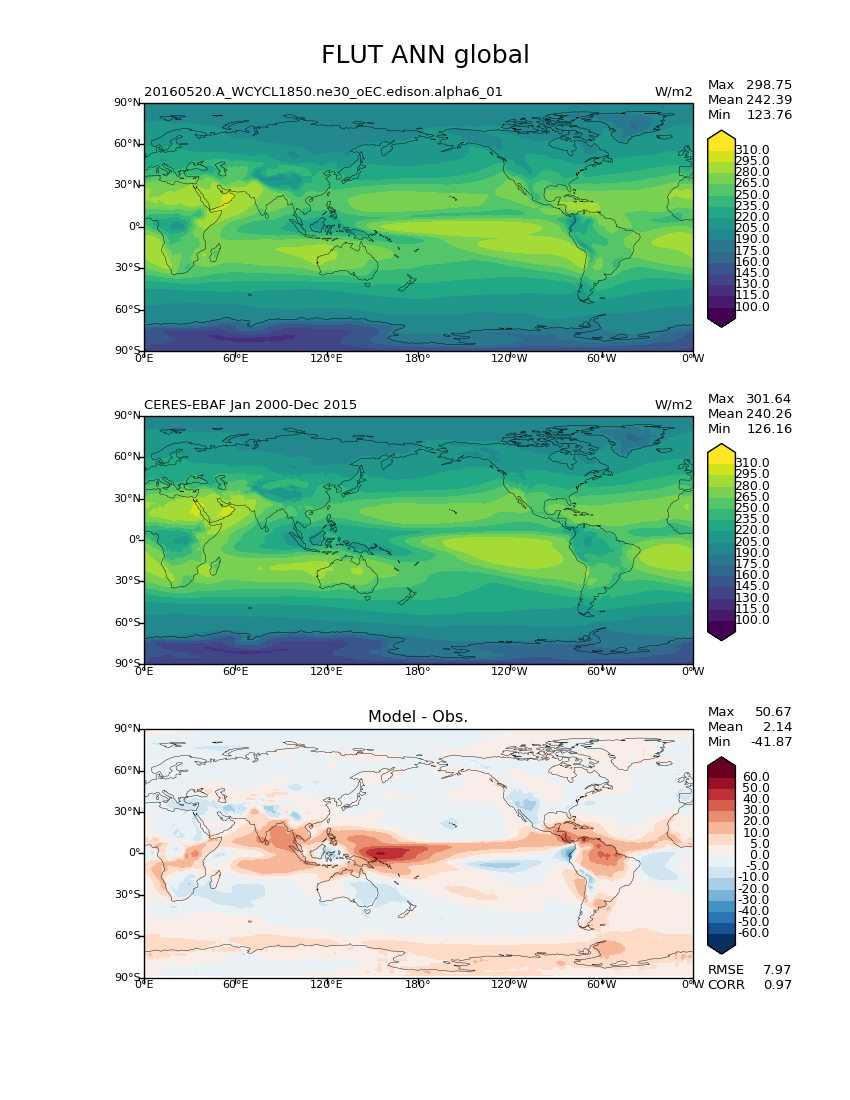 FLUT ANN global
20160520.A_WCYCL1850.ne30_oEC.edison.alpha6_01 W/m2
Max 298.75
Mean 242.39
Min 123.76
90°N
60°N
30°N
0°
30°S
60°S
90°S
0°E 60°E 120°E 180° 120°W 60°W 0°W
310.0
295.0
280.0
265.0
250.0
235.0
220.0
205.0
190.0
175.0
160.0
145.0
130.0
115.0
100.0
CERES-EBAF Jan 2000-Dec 2015 W/m2
Max 301.64
Mean 240.26
Min 126.16
90°N
60°N
30°N
0°
30°S
60°S
90°S
0°E 60°E 120°E 180° 120°W 60°W 0°W
310.0
295.0
280.0
265.0
250.0
235.0
220.0
205.0
190.0
175.0
160.0
145.0
130.0
115.0
100.0
Model - Obs.
Max 50.67
Mean 2.14
Min -41.87
90°N
60°N
30°N
0°
30°S
60°S
90°S
0°E 60°E 120°E 180° 120°W 60°W 0°W
60.0
50.0
40.0
30.0
20.0
10.0
5.0
0.0
-5.0
-10.0
-20.0
-30.0
-40.0
-50.0
-60.0
RMSE 7.97
CORR 0.97